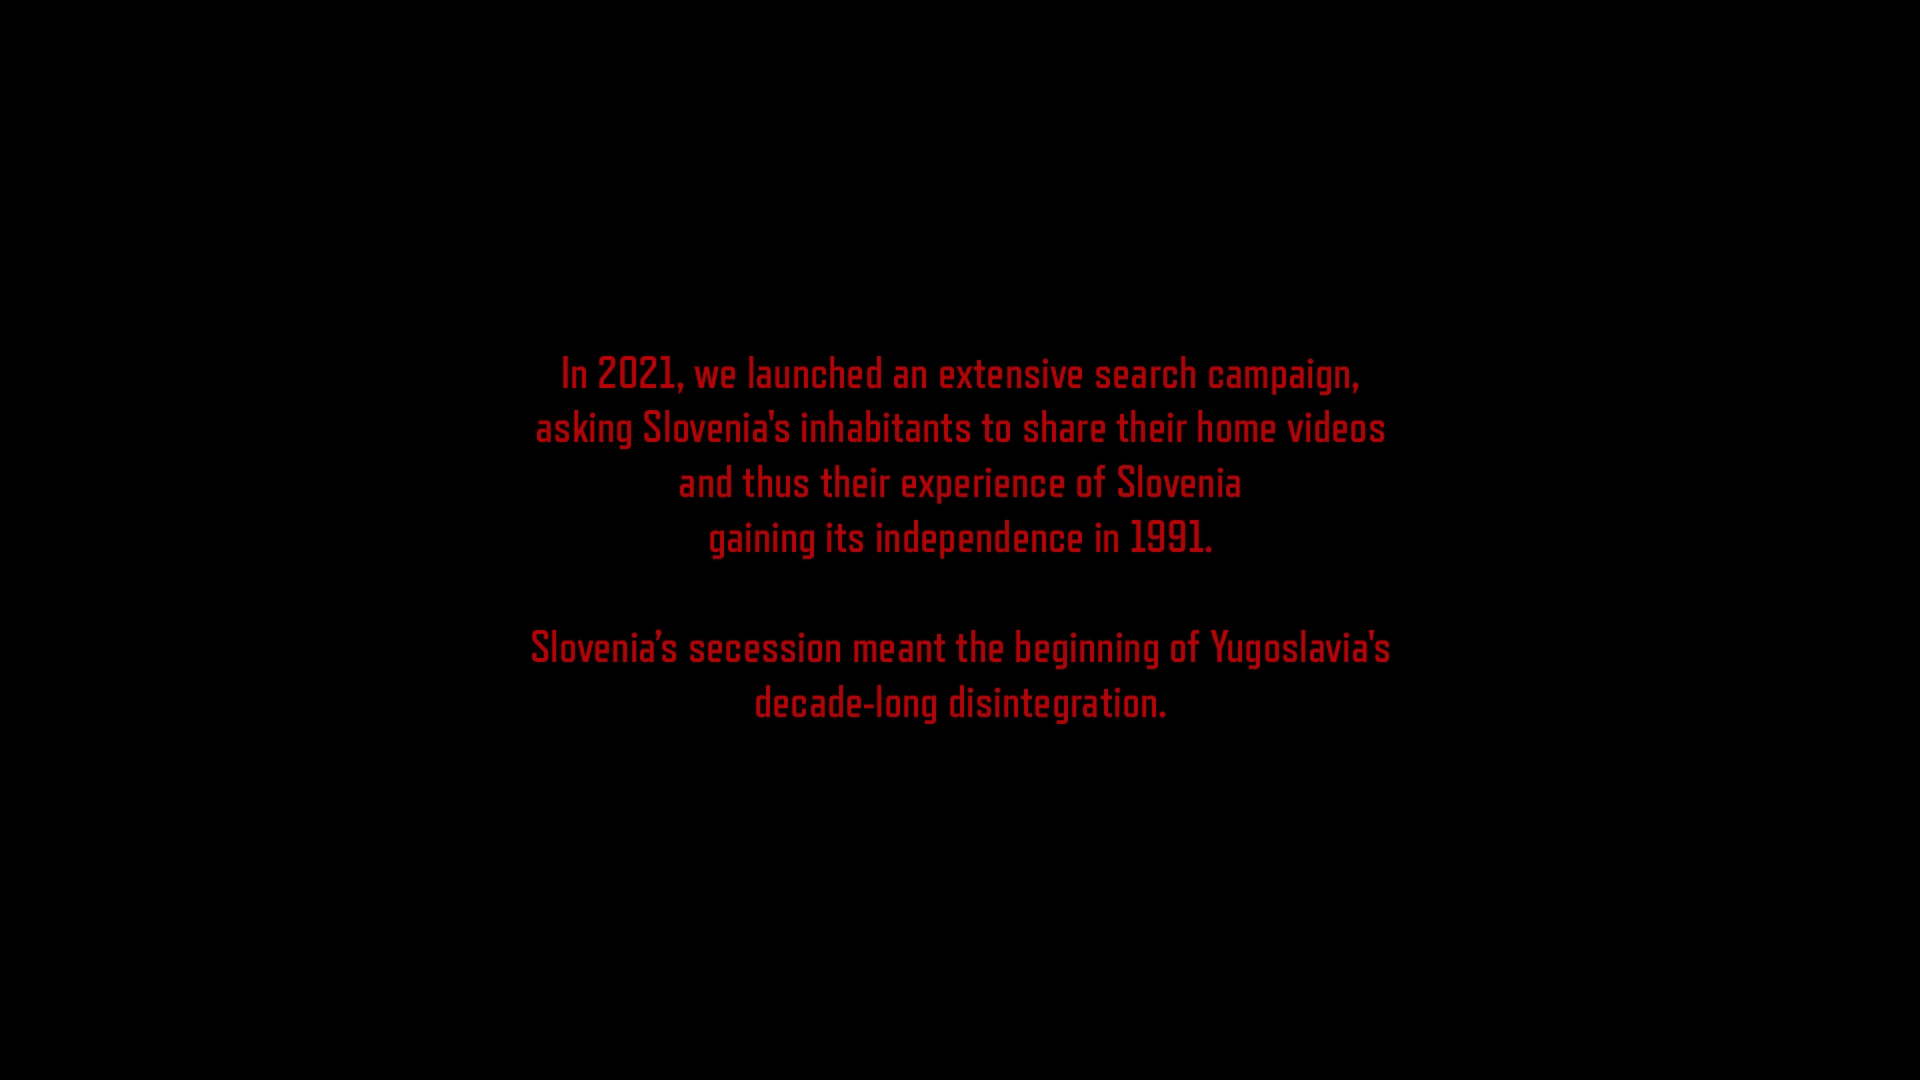 In 2021, we launched an extensive search campaign,
asking Slovenia's inhabitants to share their home videos
and thus their experience of Slovenia
gaining its independence in 1991.
Slovenia’s secession meant the beginning of Yugoslavia's
decade-long disintegration.